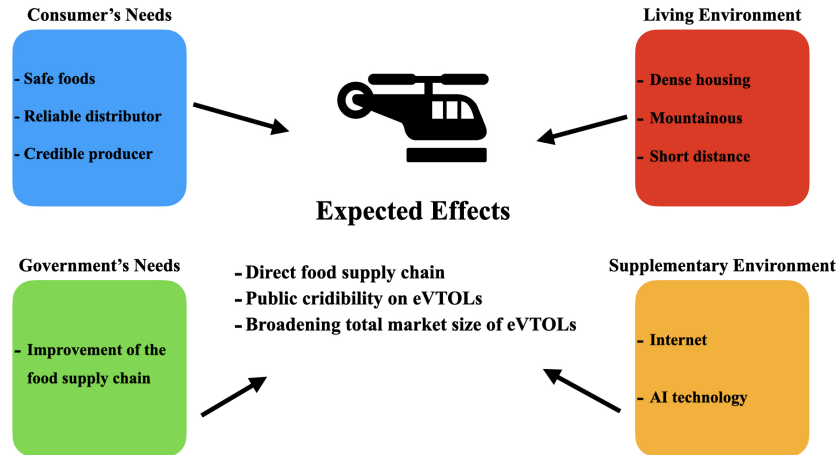 Consumer's Needs
- Safe foods
- Reliable distributor
- Credible producer
Living Environment
- Dense housing
- Mountainous
- Short distance
Expected Effects
- Direct food supply chain
- Public cridibility on eVTOLs
- Broadening total market size of eVTOLs
Government's Needs
- Improvement of the
food supply chain
Supplementary Environment
- Internet
- AI technology